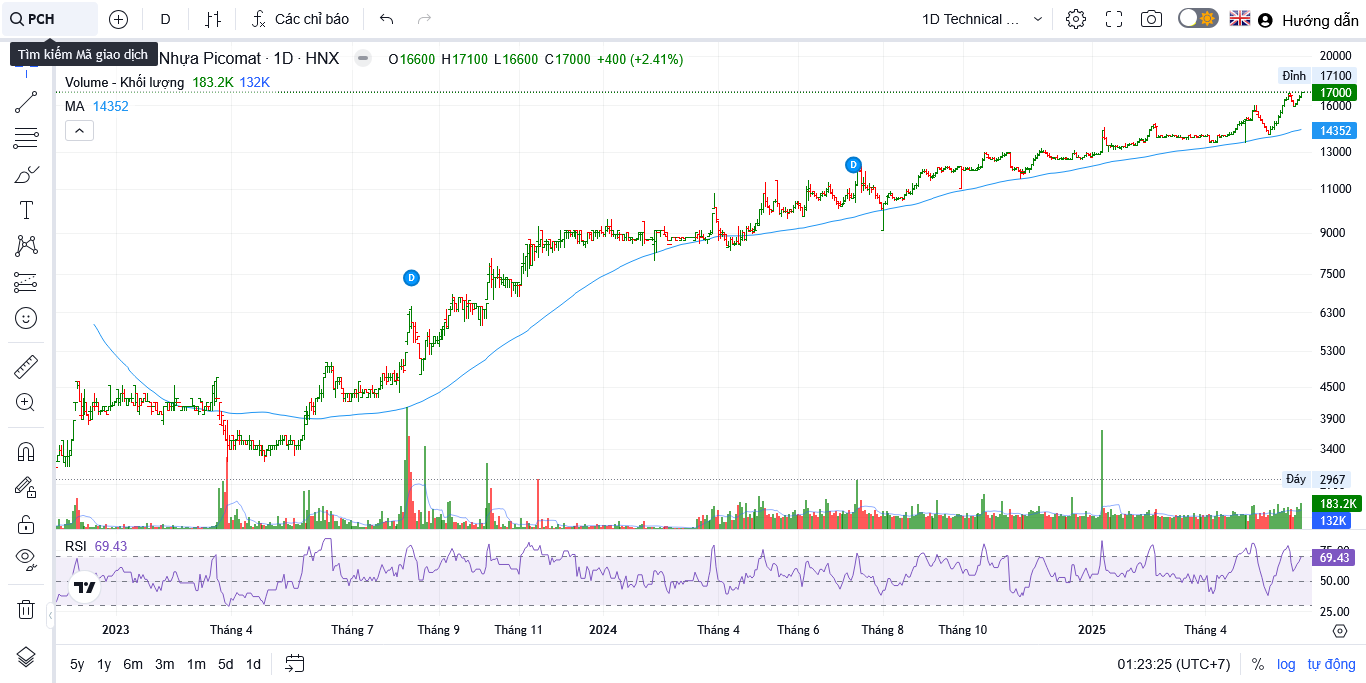 PCH D Các chỉ báo 1D Technical ... Hướng dẫn
Tìm kiếm Mã giao dịch
Nhựa Picomat · 1D · HNX O16600 H17100 L16600 C17000 +400 (+2.41%)
Volume - Khối lượng 183.2K 132K
MA 14352
20000
Đỉnh 17100
17000
16000
14352
13000
11000
D
9000
D
7500
6300
5300
4500
3900
3400
Đáy 2967
183.2K
132K
RSI 69.43
69.43
50.00
25.00
2023 Tháng 4 Tháng 7 Tháng 9 Tháng 11 2024 Tháng 4 Tháng 6 Tháng 8 Tháng 10 2025 Tháng 4
5y 1y 6m 3m 1m 5d 1d 01:23:25 (UTC+7) % log tự động